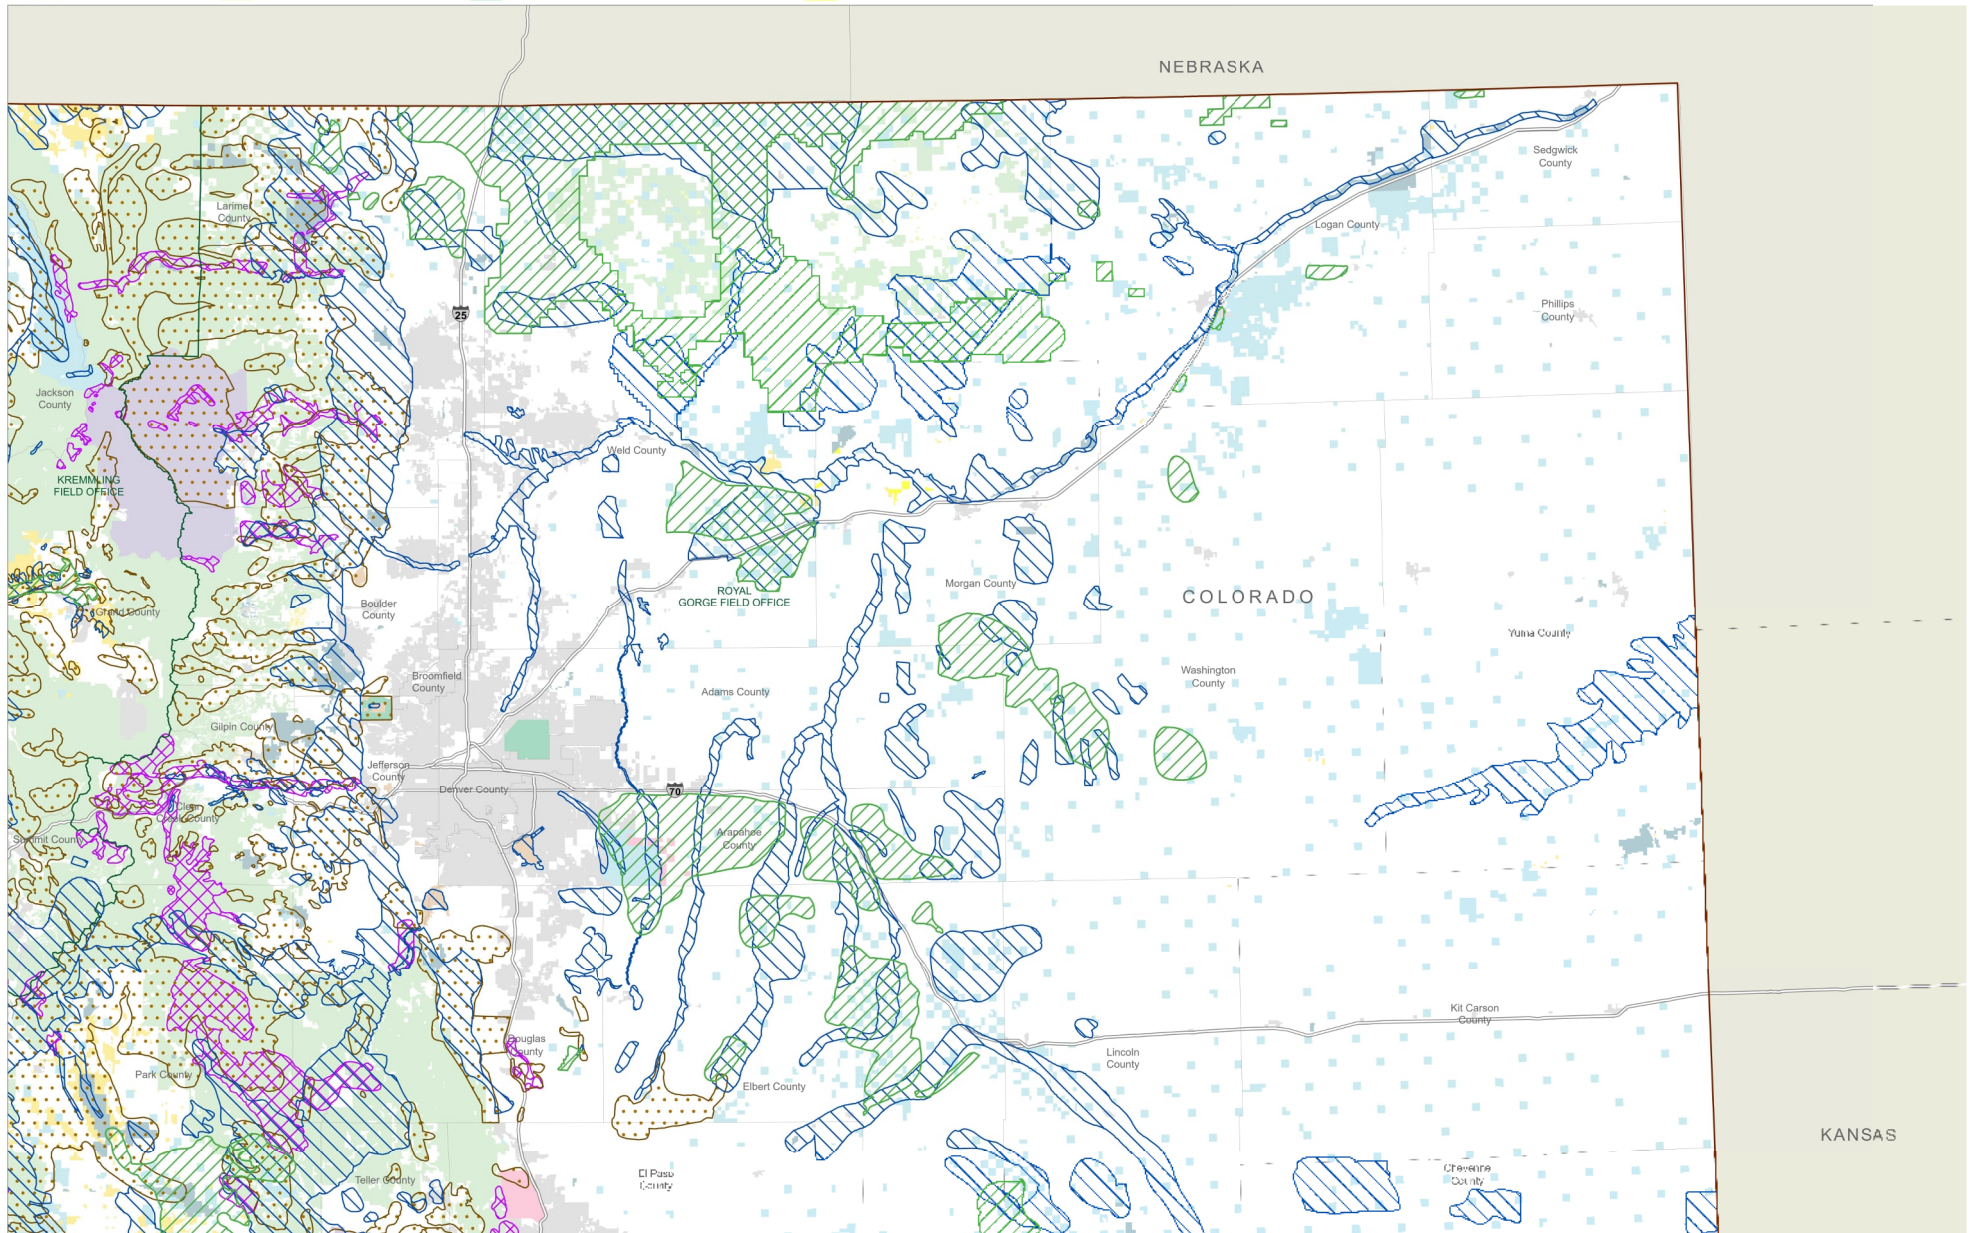 NEBRASKA
Sedgwick
County
Larimer
County
Logan County
Phillips
County
25
Jackson
County
Weld County
KREMMLING
FIELD OFFICE
Morgan County
ROYAL
GORGE FIELD OFFICE
COLORADO
Boulder
County
Grand County
Yuma County
Washington
County
Broomfield
County
Adams County
Gilpin County
Jefferson
County
Denver County
70
Clear
Creek County
Summit County
Arapahoe
County
Kit Carson
County
Douglas
County
Lincoln
County
Park County
Elbert County
KANSAS
El Paso
County
Teller County
Cheyenne
County